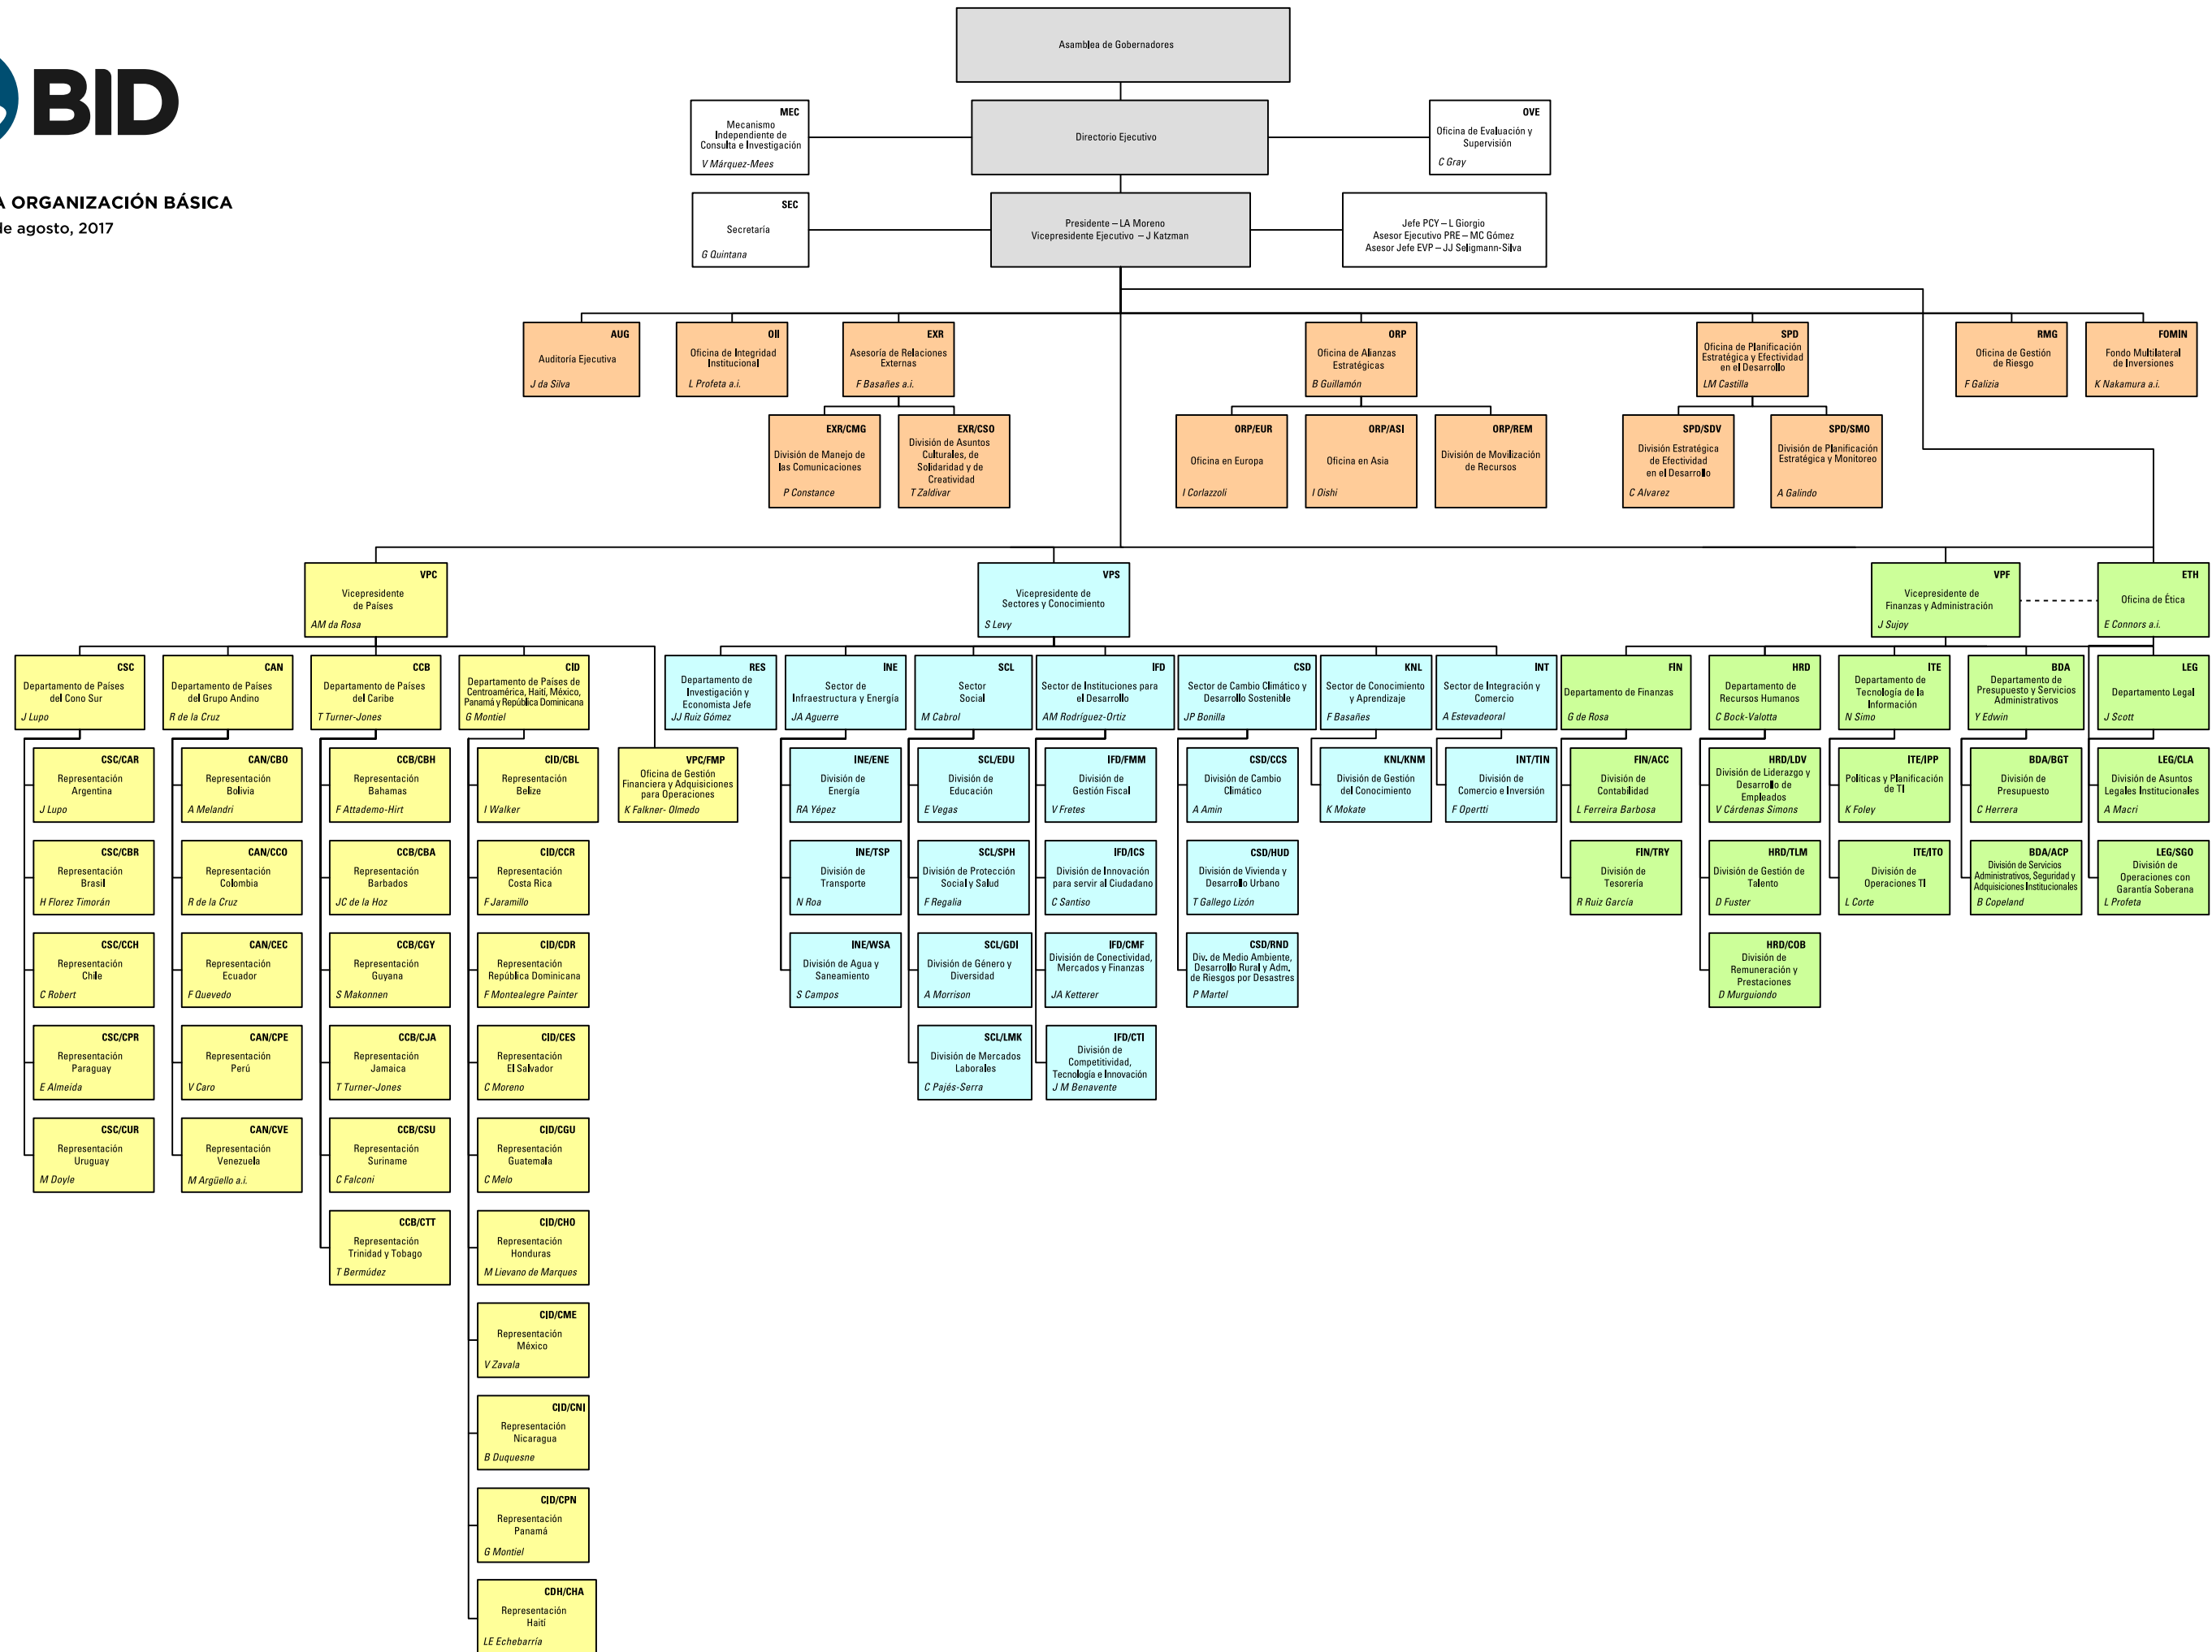 BID
A ORGANIZACIÓN BÁSICA
de agosto, 2017
Asamblea de Gobernadores
MEC
Mecanismo
Independiente de
Consulta e Investigación
V Márquez-Mees
Directorio Ejecutivo
OVE
Oficina de Evaluación y
Supervisión
C Gray
SEC
Secretaría
G Quintana
Presidente – LA Moreno
Vicepresidente Ejecutivo – J Katzman
Jefe PCY – L Giorgio
Asesor Ejecutivo PRE – MC Gómez
Asesor Jefe EVP – JJ Seligmann-Silva
AUG
Auditoría Ejecutiva
J da Silva
OII
Oficina de Integridad
Institucional
L Profeta a.i.
EXR
Asesoría de Relaciones
Externas
F Basañes a.i.
ORP
Oficina de Alianzas
Estratégicas
B Guillamón
SPD
Oficina de Planificación
Estratégica y Efectividad
en el Desarrollo
LM Castilla
RMG
Oficina de Gestión
de Riesgo
F Galizia
FOMIN
Fondo Multilateral
de Inversiones
K Nakamura a.i.
EXR/CMG
División de Manejo de
las Comunicaciones
P Constance
EXR/CSO
División de Asuntos
Culturales, de
Solidaridad y de
Creatividad
T Zaldívar
ORP/EUR
Oficina en Europa
I Corlazzoli
ORP/ASI
Oficina en Asia
I Oishi
ORP/REM
División de Movilización
de Recursos
SPD/SDV
División Estratégica
de Efectividad
en el Desarrollo
C Alvarez
SPD/SMO
División de Planificación
Estratégica y Monitoreo
A Galindo
VPC
Vicepresidente
de Países
AM da Rosa
VPS
Vicepresidente de
Sectores y Conocimiento
S Levy
VPF
Vicepresidente de
Finanzas y Administración
J Sujoy
ETH
Oficina de Ética
E Connors a.i.
CSC
Departamento de Países
del Cono Sur
J Lupo
CAN
Departamento de Países
del Grupo Andino
R de la Cruz
CCB
Departamento de Países
del Caribe
T Turner-Jones
CID
Departamento de Países de
Centroamérica, Haití, México,
Panamá y República Dominicana
G Montiel
RES
Departamento de
Investigación y
Economista Jefe
JJ Ruiz Gómez
INE
Sector de
Infraestructura y Energía
JA Aguerre
SCL
Sector
Social
M Cabrol
IFD
Sector de Instituciones para
el Desarrollo
AM Rodríguez-Ortiz
CSD
Sector de Cambio Climático y
Desarrollo Sostenible
JP Bonilla
KNL
Sector de Conocimiento
y Aprendizaje
F Basañes
INT
Sector de Integración y
Comercio
A Estevadeoral
FIN
Departamento de Finanzas
G de Rosa
HRD
Departamento de
Recursos Humanos
C Bock-Valotta
ITE
Departamento de
Tecnología de la
Información
N Simo
BDA
Departamento de
Presupuesto y Servicios
Administrativos
Y Edwin
LEG
Departamento Legal
J Scott
CSC/CAR
Representación
Argentina
J Lupo
CAN/CBO
Representación
Bolivia
A Melandri
CCB/CBH
Representación
Bahamas
F Attademo-Hirt
CID/CBL
Representación
Belize
I Walker
VPC/FMP
Oficina de Gestión
Financiera y Adquisiciones
para Operaciones
K Falkner- Olmedo
INE/ENE
División de
Energía
RA Yépez
SCL/EDU
División de
Educación
E Vegas
IFD/FMM
División de
Gestión Fiscal
V Fretes
CSD/CCS
División de Cambio
Climático
A Amin
KNL/KNM
División de Gestión
del Conocimiento
K Mokate
INT/TIN
División de
Comercio e Inversión
F Opertti
FIN/ACC
División de
Contabilidad
L Ferreira Barbosa
HRD/LDV
División de Liderazgo y
Desarrollo de
Empleados
V Cárdenas Simons
ITE/IPP
Políticas y Planificación
de TI
K Foley
BDA/BGT
División de
Presupuesto
C Herrera
LEG/CLA
División de Asuntos
Legales Institucionales
A Macri
CSC/CBR
Representación
Brasil
H Florez Timorán
CAN/CCO
Representación
Colombia
R de la Cruz
CCB/CBA
Representación
Barbados
JC de la Hoz
CID/CCR
Representación
Costa Rica
F Jaramillo
INE/TSP
División de
Transporte
N Roa
SCL/SPH
División de Protección
Social y Salud
F Regalia
IFD/ICS
División de Innovación
para servir al Ciudadano
C Santiso
CSD/HUD
División de Vivienda y
Desarrollo Urbano
T Gallego Lizón
FIN/TRY
División de
Tesorería
R Ruiz García
HRD/TLM
División de Gestión de
Talento
D Fuster
ITE/ITO
División de
Operaciones TI
L Corte
BDA/ACP
División de Servicios
Administrativos, Seguridad y
Adquisiciones Institucionales
B Copeland
LEG/SGO
División de
Operaciones con
Garantía Soberana
L Profeta
CSC/CCH
Representación
Chile
C Robert
CAN/CEC
Representación
Ecuador
F Quevedo
CCB/CGY
Representación
Guyana
S Makonnen
CID/CDR
Representación
República Dominicana
F Montealegre Painter
INE/WSA
División de Agua y
Saneamiento
S Campos
SCL/GDI
División de Género y
Diversidad
A Morrison
IFD/CMF
División de Conectividad,
Mercados y Finanzas
JA Ketterer
CSD/RND
Div. de Medio Ambiente,
Desarrollo Rural y Adm.
de Riesgos por Desastres
P Martel
HRD/COB
División de
Remuneración y
Prestaciones
D Murguiondo
CSC/CPR
Representación
Paraguay
E Almeida
CAN/CPE
Representación
Perú
V Caro
CCB/CJA
Representación
Jamaica
T Turner-Jones
CID/CES
Representación
El Salvador
C Moreno
SCL/LMK
División de Mercados
Laborales
C Pajés-Serra
IFD/CTI
División de
Competitividad,
Tecnología e Innovación
J M Benavente
CSC/CUR
Representación
Uruguay
M Doyle
CAN/CVE
Representación
Venezuela
M Argüello a.i.
CCB/CSU
Representación
Suriname
C Falconi
CID/CGU
Representación
Guatemala
C Melo
CCB/CTT
Representación
Trinidad y Tobago
T Bermúdez
CID/CHO
Representación
Honduras
M Lievano de Marques
CID/CME
Representación
México
V Zavala
CID/CNI
Representación
Nicaragua
B Duquesne
CID/CPN
Representación
Panamá
G Montiel
CDH/CHA
Representación
Haití
LE Echebarría